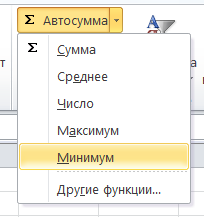 Σ Автосумма
Σ Сумма
Среднее
Число
Максимум
Минимум
Другие функции...